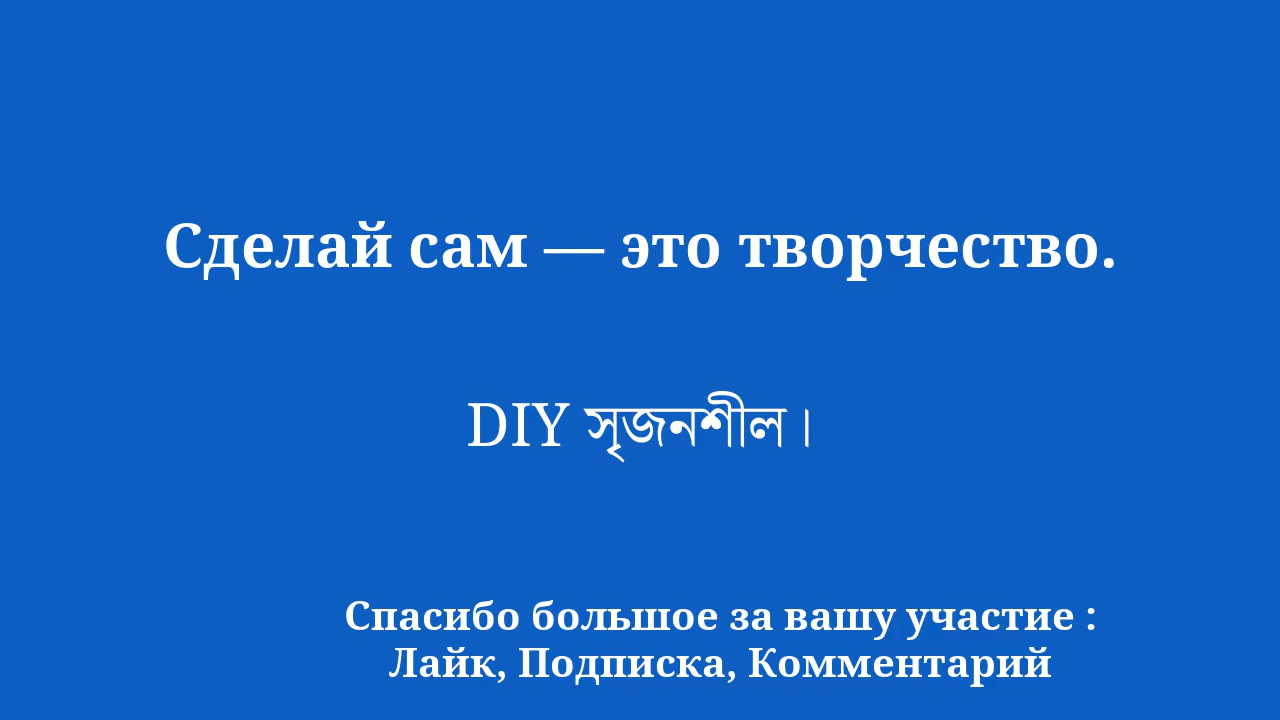 Сделай сам — это творчество.
DIY সৃজনশীল।
Спасибо большое за вашу участие :
Лайк, Подписка, Комментарий